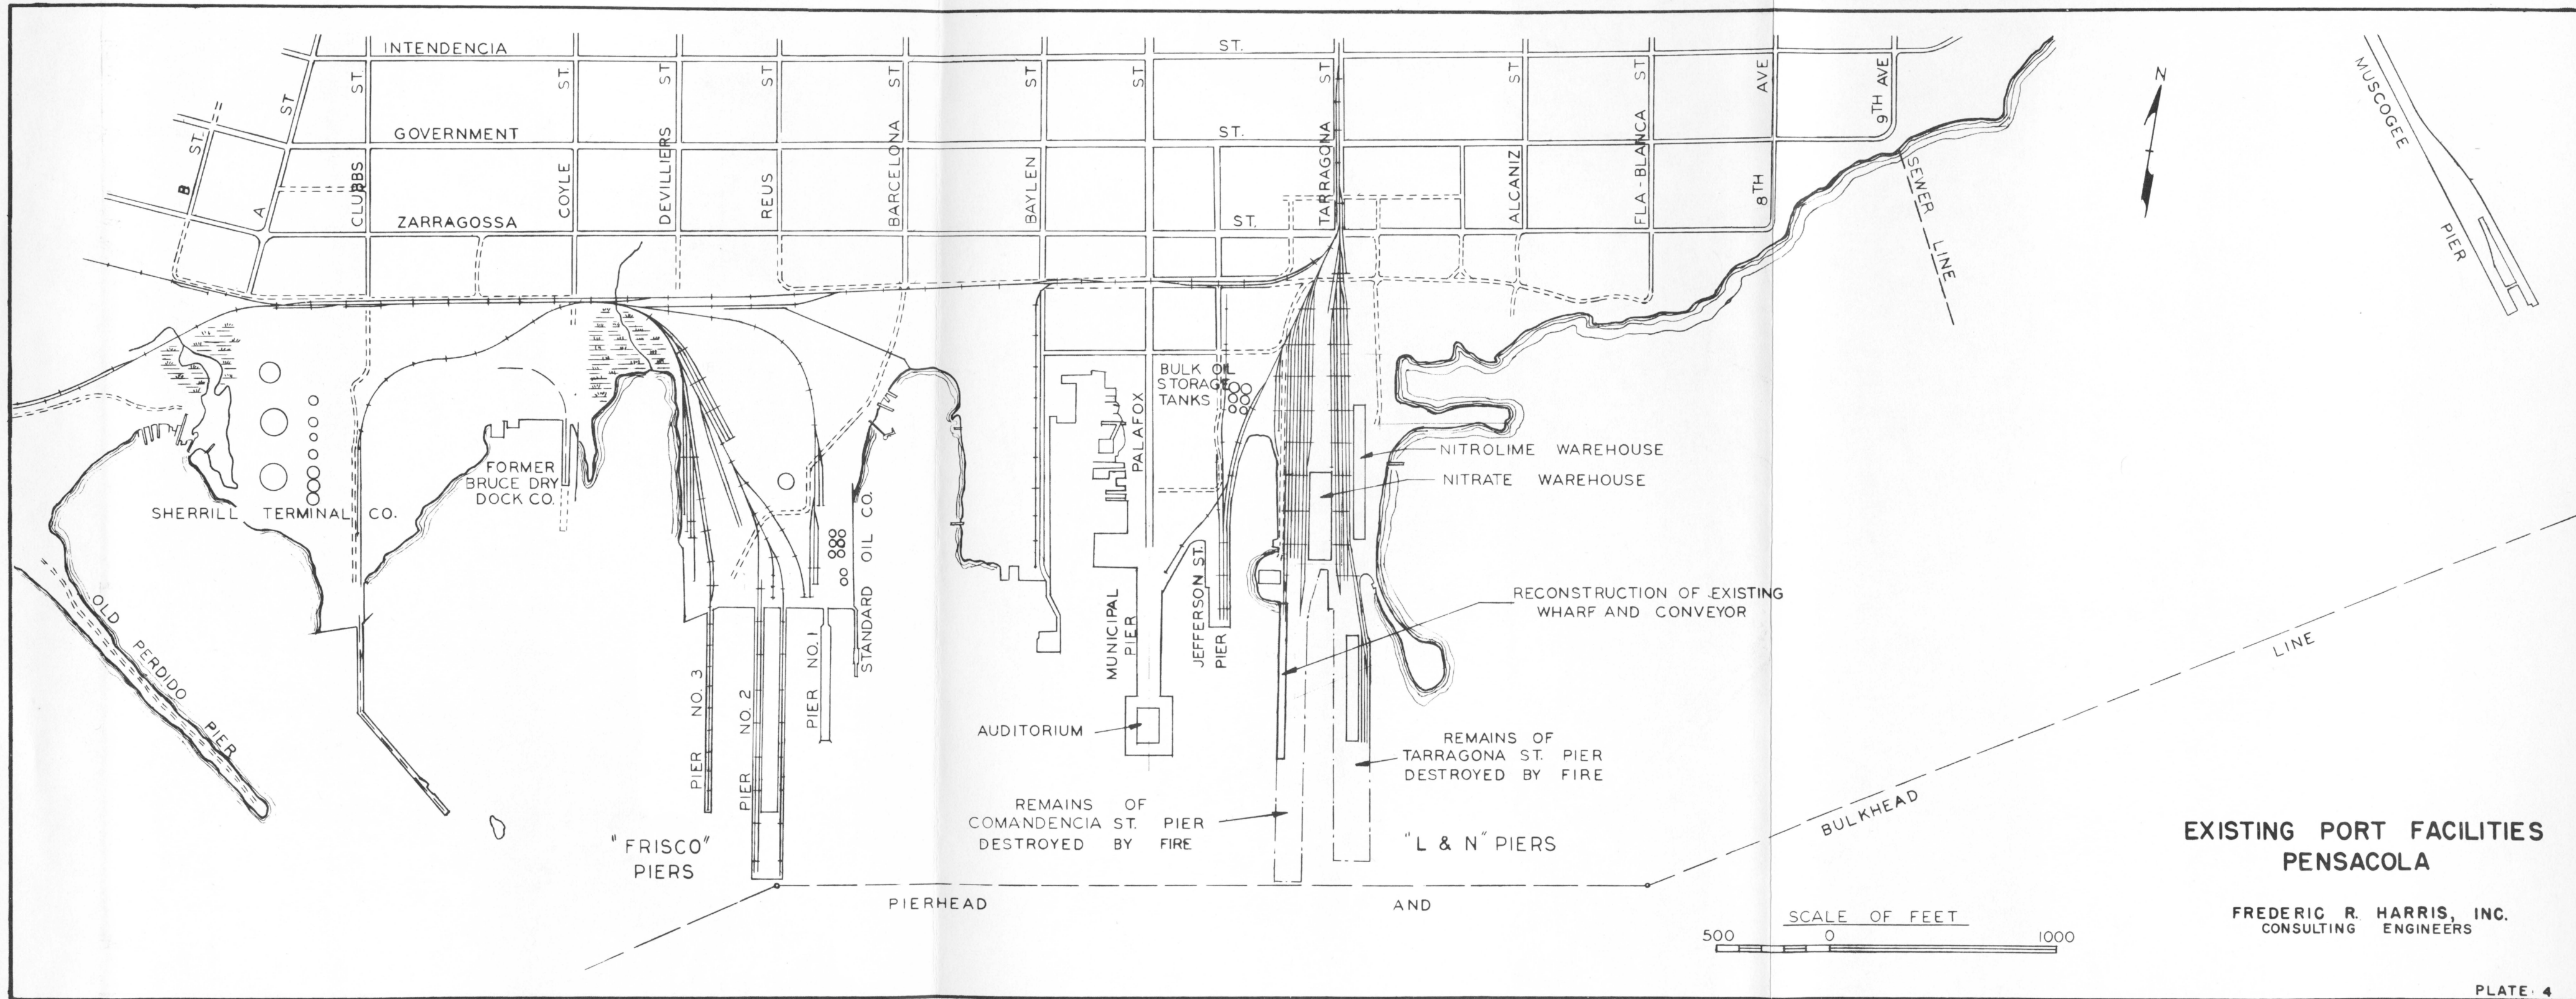 INTENDENCIA ST.
GOVERNMENT ST.
ZARRAGOSSA ST.
B ST.
A ST
CLUBBS ST.
COYLE ST.
DEVILLIERS ST
REUS ST
BARCELONA ST
BAYLEN ST
PALAFOX ST
TARRAGONA ST
ALCANIZ ST
FLA-BLANCA ST
8TH AVE
9TH AVE
SEWER LINE
N
MUSCOGEE PIER
BULK OIL
STORAGE
TANKS
NITROLIME WAREHOUSE
NITRATE WAREHOUSE
FORMER
BRUCE DRY
DOCK CO.
SHERRILL TERMINAL CO.
STANDARD OIL CO.
OLD PERDIDO PIER
PIER NO. 3
PIER NO. 2
PIER NO. 1
MUNICIPAL
PIER
JEFFERSON ST.
PIER
RECONSTRUCTION OF EXISTING
WHARF AND CONVEYOR
AUDITORIUM
REMAINS OF
TARRAGONA ST. PIER
DESTROYED BY FIRE
REMAINS OF
COMANDENCIA ST. PIER
DESTROYED BY FIRE
"FRISCO"
PIERS
"L & N" PIERS
PIERHEAD AND BULKHEAD LINE
EXISTING PORT FACILITIES
PENSACOLA
FREDERIC R. HARRIS, INC.
CONSULTING ENGINEERS
SCALE OF FEET
500 0 1000
PLATE. 4